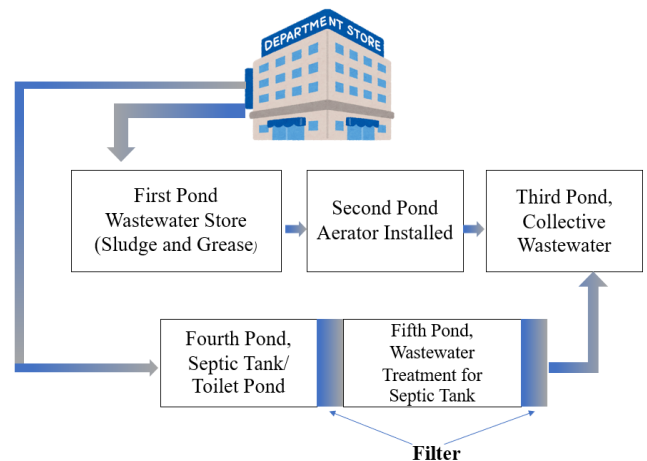 DEPARTMENT STORE
First Pond
Wastewater Store
(Sludge and Grease)
Second Pond
Aerator Installed
Third Pond,
Collective
Wastewater
Fourth Pond,
Septic Tank/
Toilet Pond
Fifth Pond,
Wastewater
Treatment for
Septic Tank
Filter